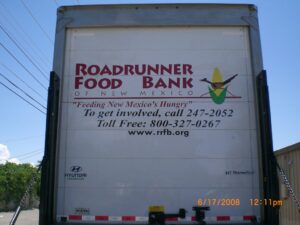 ROADRUNNER
FOOD BANK
OF NEW MEXICO
"Feeding New Mexico's Hungry"
To get involved, call 247-2052
Toll Free: 800-327-0267
www.rrfb.org
HYUNDAI
6/17/2008 12:11PM